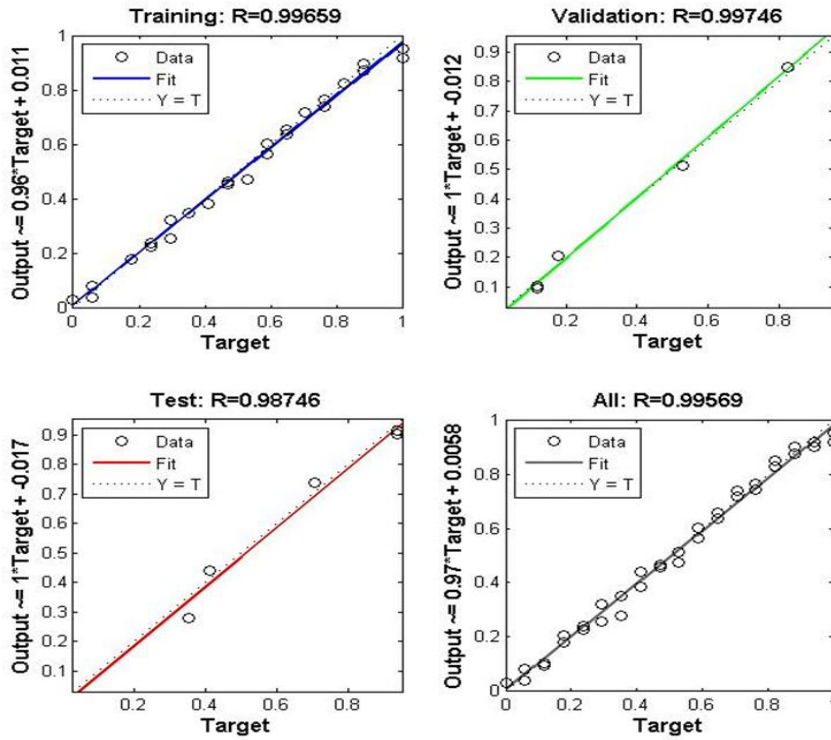 Training: R=0.99659
Output ~= 0.96*Target + 0.011
1
0.8
0.6
0.4
0.2
0
Data
Fit
Y = T
0 0.2 0.4 0.6 0.8 1
Target
Validation: R=0.99746
Output ~= 1*Target + -0.012
0.9
0.8
0.7
0.6
0.5
0.4
0.3
0.2
0.1
Data
Fit
Y = T
0.2 0.4 0.6 0.8
Target
Test: R=0.98746
Output ~= 1*Target + -0.017
0.9
0.8
0.7
0.6
0.5
0.4
0.3
0.2
0.1
Data
Fit
Y = T
0.2 0.4 0.6 0.8
Target
All: R=0.99569
Output ~= 0.97*Target + 0.0058
1
0.8
0.6
0.4
0.2
0
Data
Fit
Y = T
0 0.2 0.4 0.6 0.8
Target